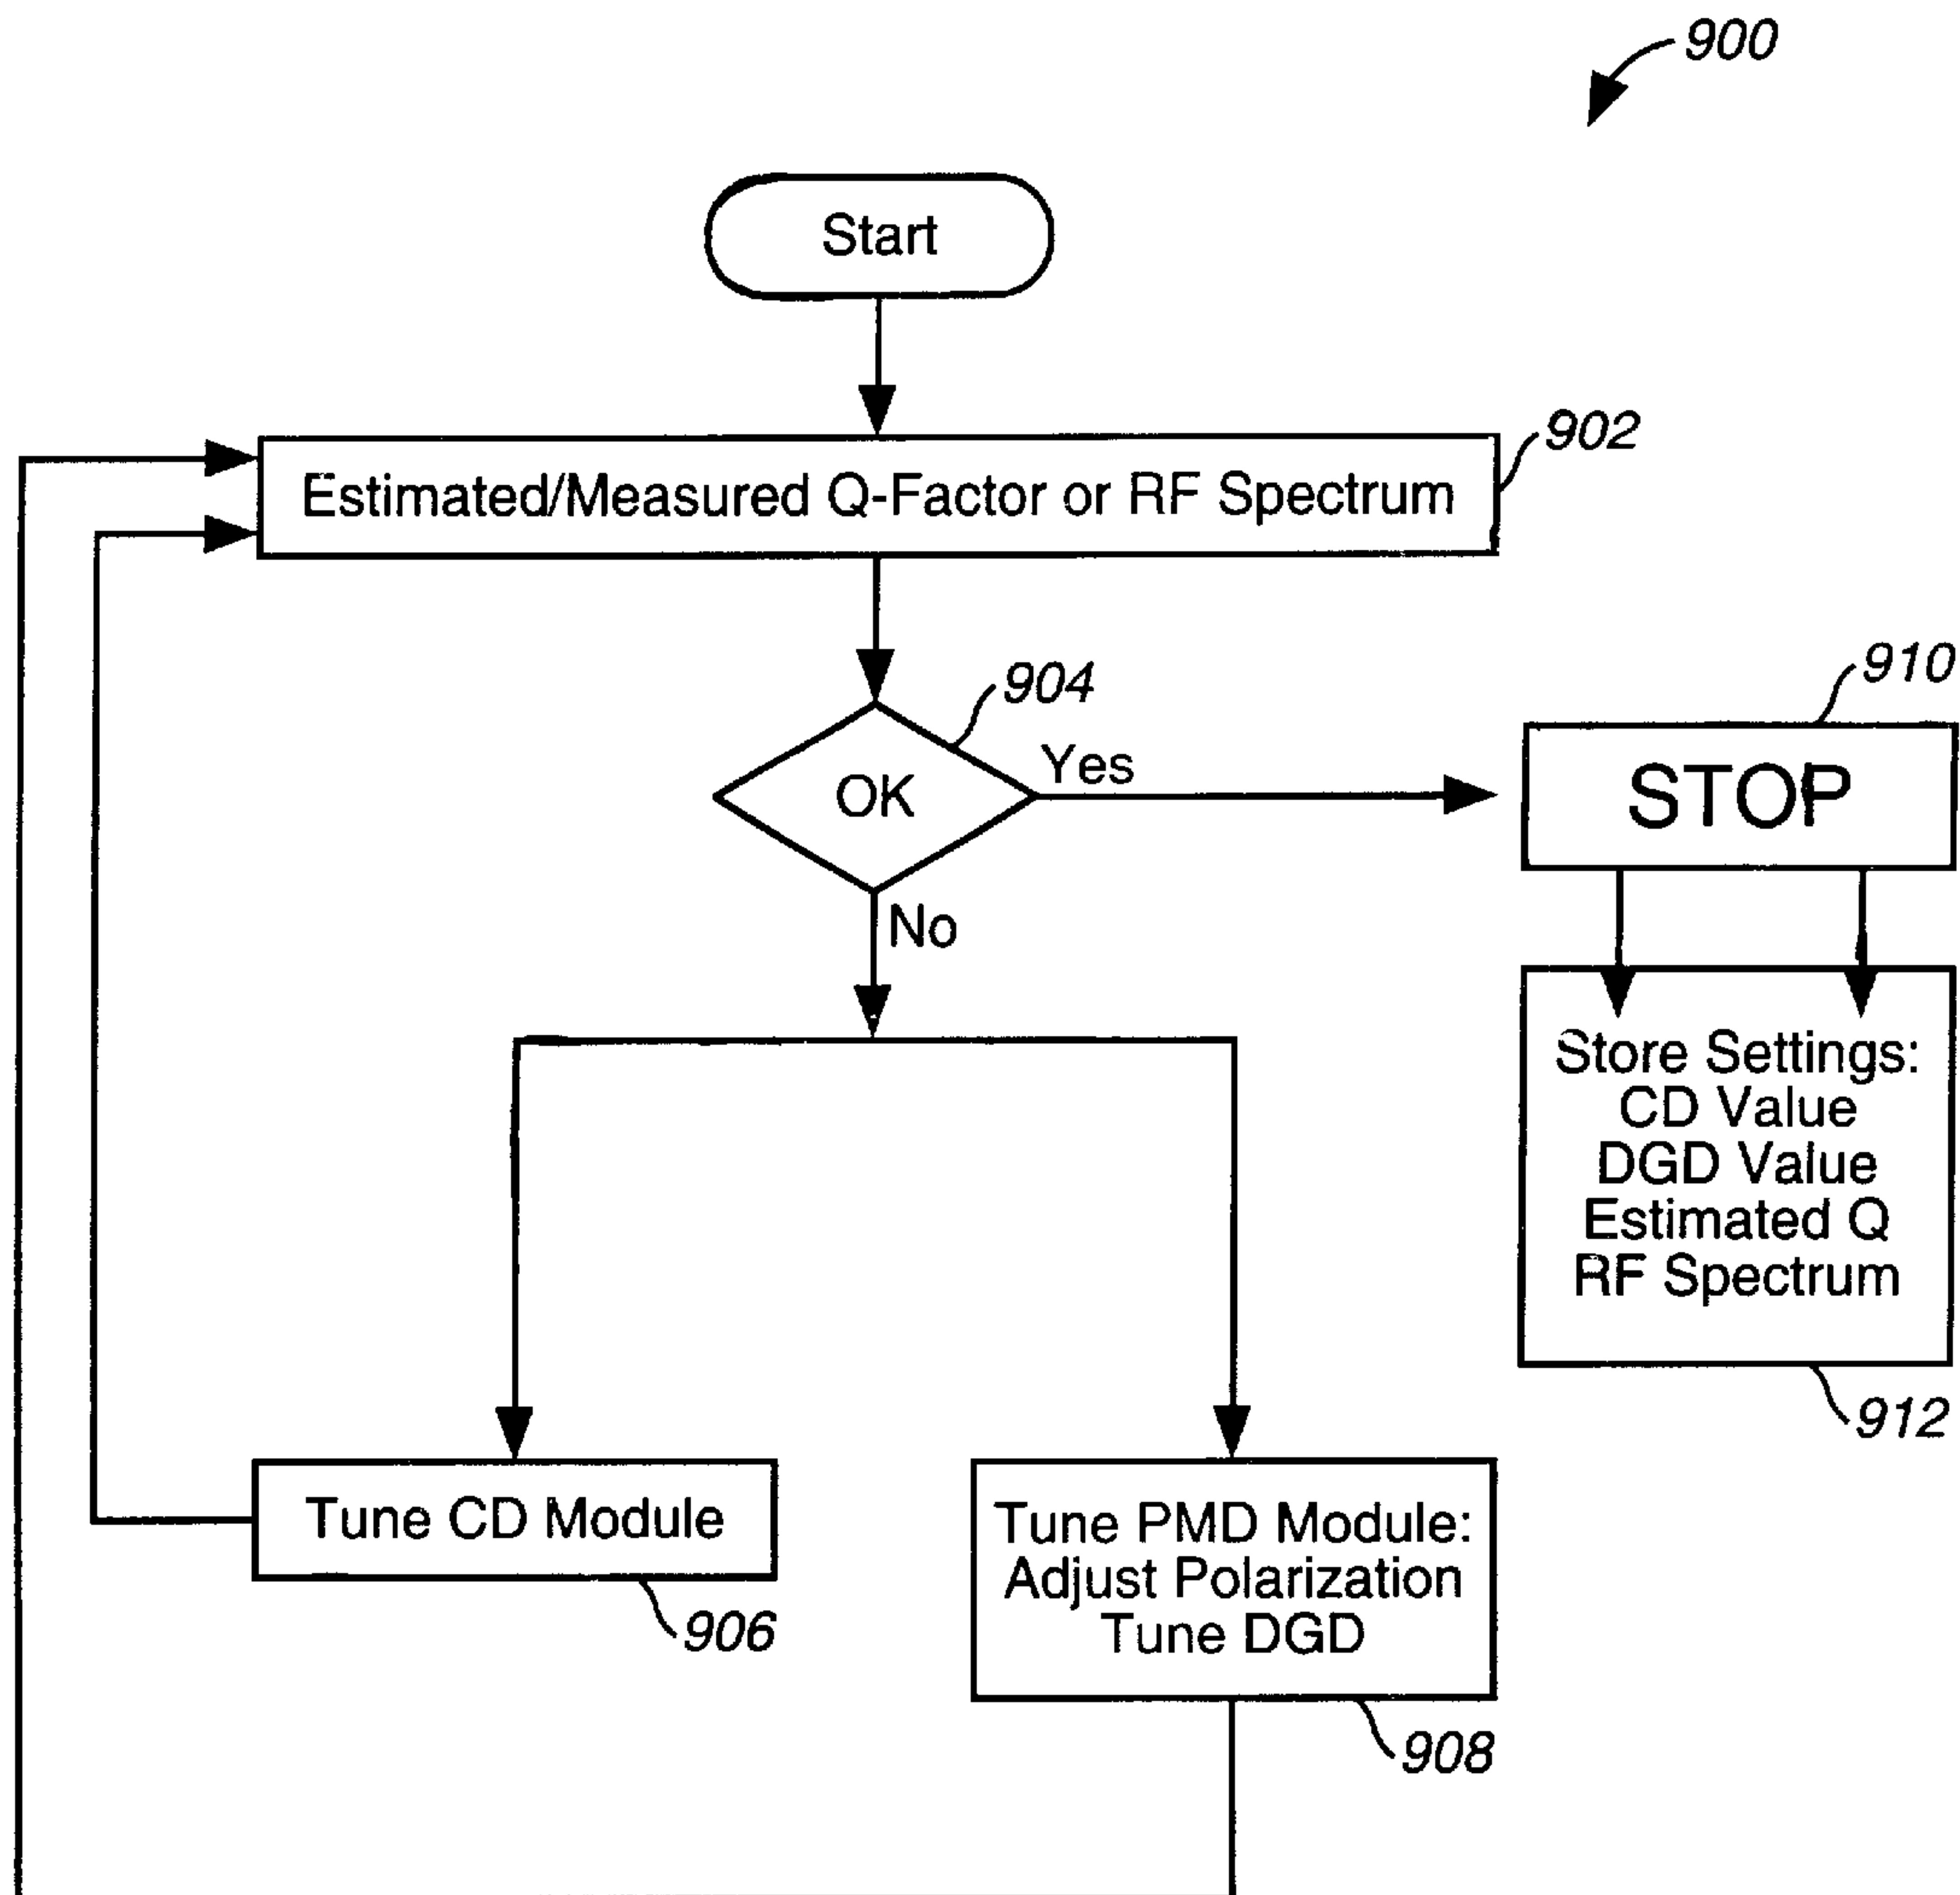 900
Start
902
Estimated/Measured Q-Factor or RF Spectrum
904
OK
Yes
No
910
STOP
Store Settings:
CD Value
DGD Value
Estimated Q
RF Spectrum
912
Tune CD Module
906
Tune PMD Module:
Adjust Polarization
Tune DGD
908